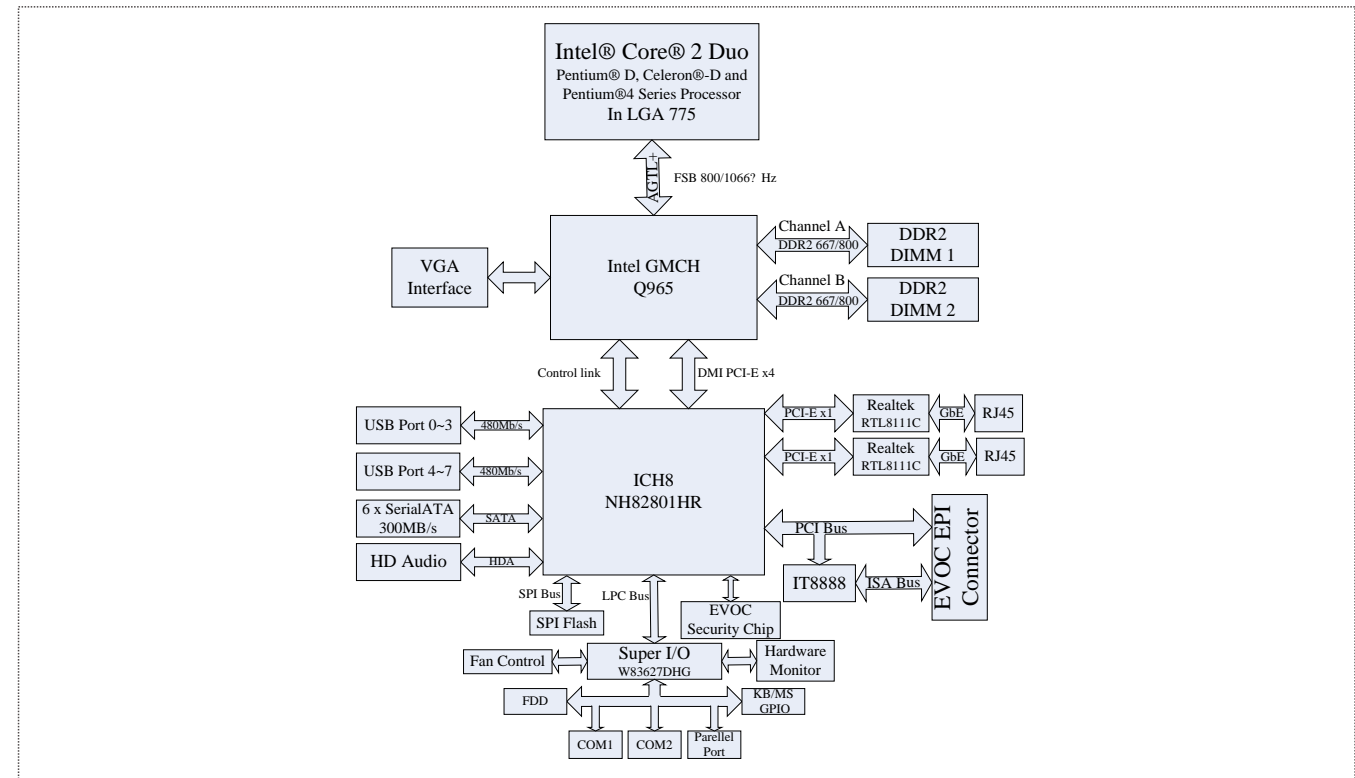 Intel® Core® 2 Duo
Pentium® D, Celeron®-D and
Pentium®4 Series Processor
In LGA 775
AGTL+
FSB 800/1066? Hz
VGA
Interface
Intel GMCH
Q965
Channel A
DDR2 667/800
DDR2
DIMM 1
Channel B
DDR2 667/800
DDR2
DIMM 2
Control link
DMI PCI-E x4
USB Port 0~3
480Mb/s
USB Port 4~7
480Mb/s
6 x SerialATA
300MB/s
SATA
HD Audio
HDA
ICH8
NH82801HR
PCI-E x1
Realtek
RTL8111C
GbE
RJ45
PCI-E x1
Realtek
RTL8111C
GbE
RJ45
PCI Bus
IT8888
ISA Bus
EVOC EPI
Connector
SPI Bus
SPI Flash
LPC Bus
EVOC
Security Chip
Fan Control
Super I/O
W83627DHG
Hardware
Monitor
FDD
KB/MS
GPIO
COM1
COM2
Parellel
Port